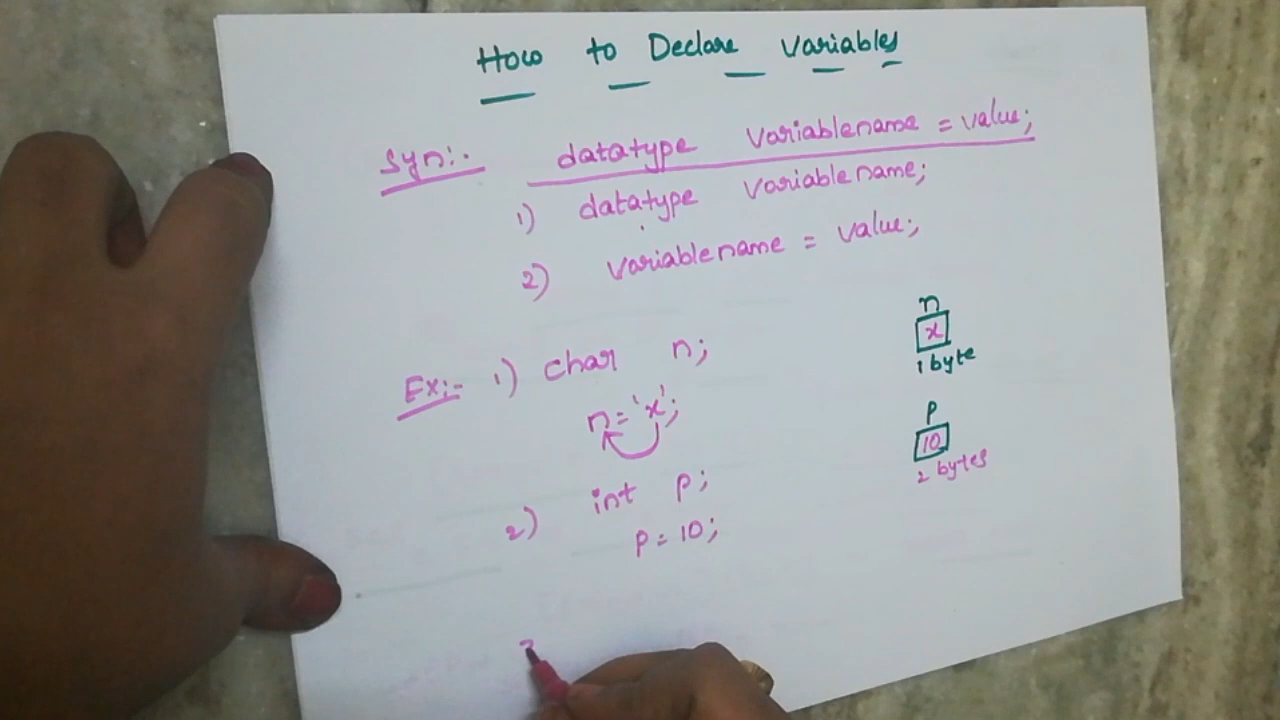 How to Declare Variables
Syn:- datatype variablename = value;
1) datatype variablename;
2) variablename = value;
Ex:- 1) char n;
n = 'x';
2) int p;
p = 10;
n
x
1 byte
p
10
2 bytes